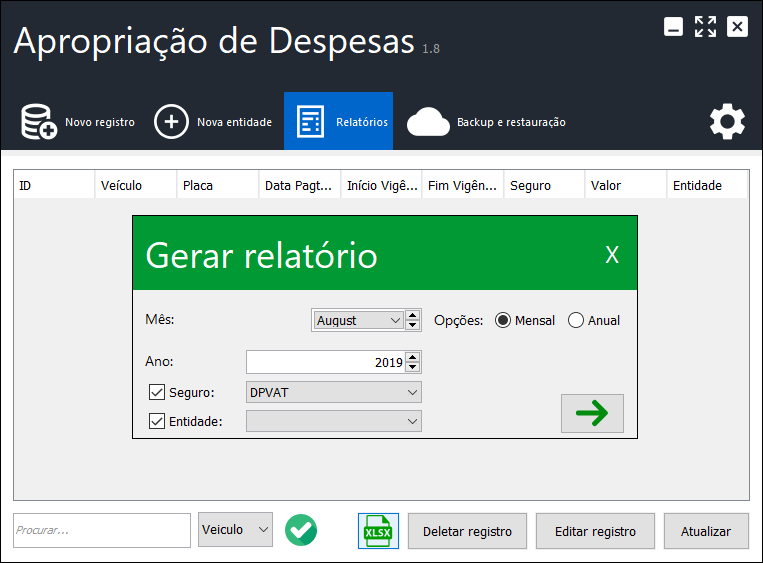 Apropriação de Despesas 1.8
Novo registro
Nova entidade
Relatórios
Backup e restauração
ID Veículo Placa Data Pagt... Início Vigê... Fim Vigên... Seguro Valor Entidade
Gerar relatório X
Mês: August Opções: Mensal Anual
Ano: 2019
Seguro: DPVAT
Entidade:
Procurar... Veiculo XLSX Deletar registro Editar registro Atualizar